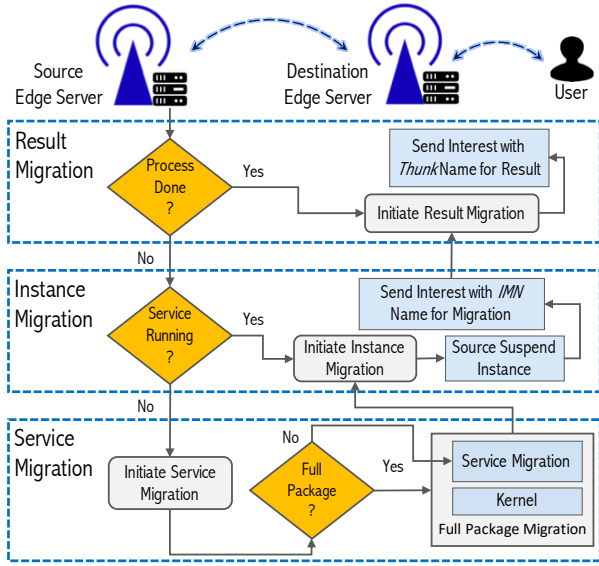 Source
Edge Server
Destination
Edge Server
User
Result
Migration
Process
Done
?
Yes
Send Interest with
Thunk Name for Result
Initiate Result Migration
No
Instance
Migration
Service
Running
?
Yes
Send Interest with IMN
Name for Migration
Initiate Instance
Migration
Source Suspend
Instance
No
Service
Migration
Initiate Service
Migration
No
Full
Package
?
Yes
Service Migration
Kernel
Full Package Migration